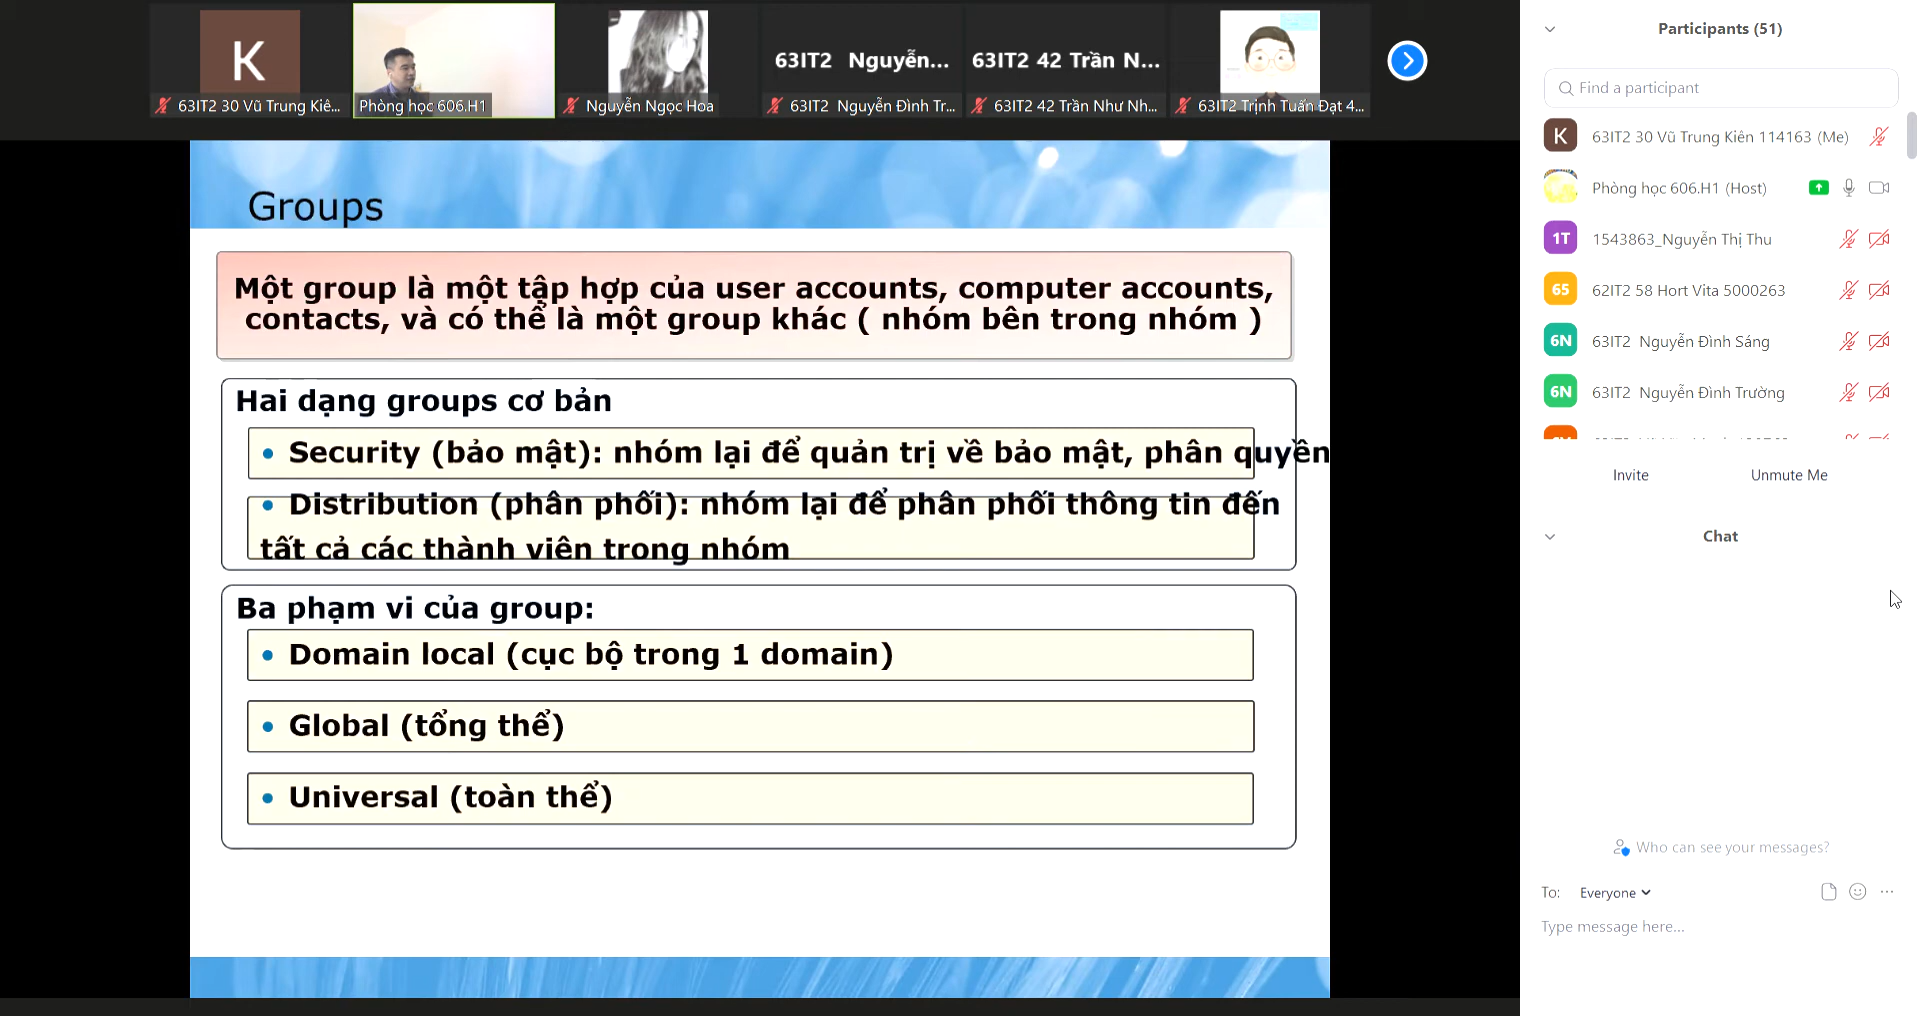 K
63IT2 30 Vũ Trung Kiê...
Phòng học 606.H1
Nguyễn Ngọc Hoa
63IT2  Nguyễn...
63IT2  Nguyễn Đình Tr...
63IT2 42 Trần N...
63IT2 42 Trần Như Nh...
63IT2 Trịnh Tuấn Đạt 4...
Groups
Một group là một tập hợp của user accounts, computer accounts,
contacts, và có thể là một group khác ( nhóm bên trong nhóm )
Hai dạng groups cơ bản
• Security (bảo mật): nhóm lại để quản trị về bảo mật, phân quyền
• Distribution (phân phối): nhóm lại để phân phối thông tin đến
tất cả các thành viên trong nhóm
Ba phạm vi của group:
• Domain local (cục bộ trong 1 domain)
• Global (tổng thể)
• Universal (toàn thể)
Participants (51)
Find a participant
K 63IT2 30 Vũ Trung Kiên 114163 (Me)
Phòng học 606.H1 (Host)
1T 1543863_Nguyễn Thị Thu
65 62IT2 58 Hort Vita 5000263
6N 63IT2  Nguyễn Đình Sáng
6N 63IT2  Nguyễn Đình Trường
Invite
Unmute Me
Chat
Who can see your messages?
To: Everyone
Type message here...